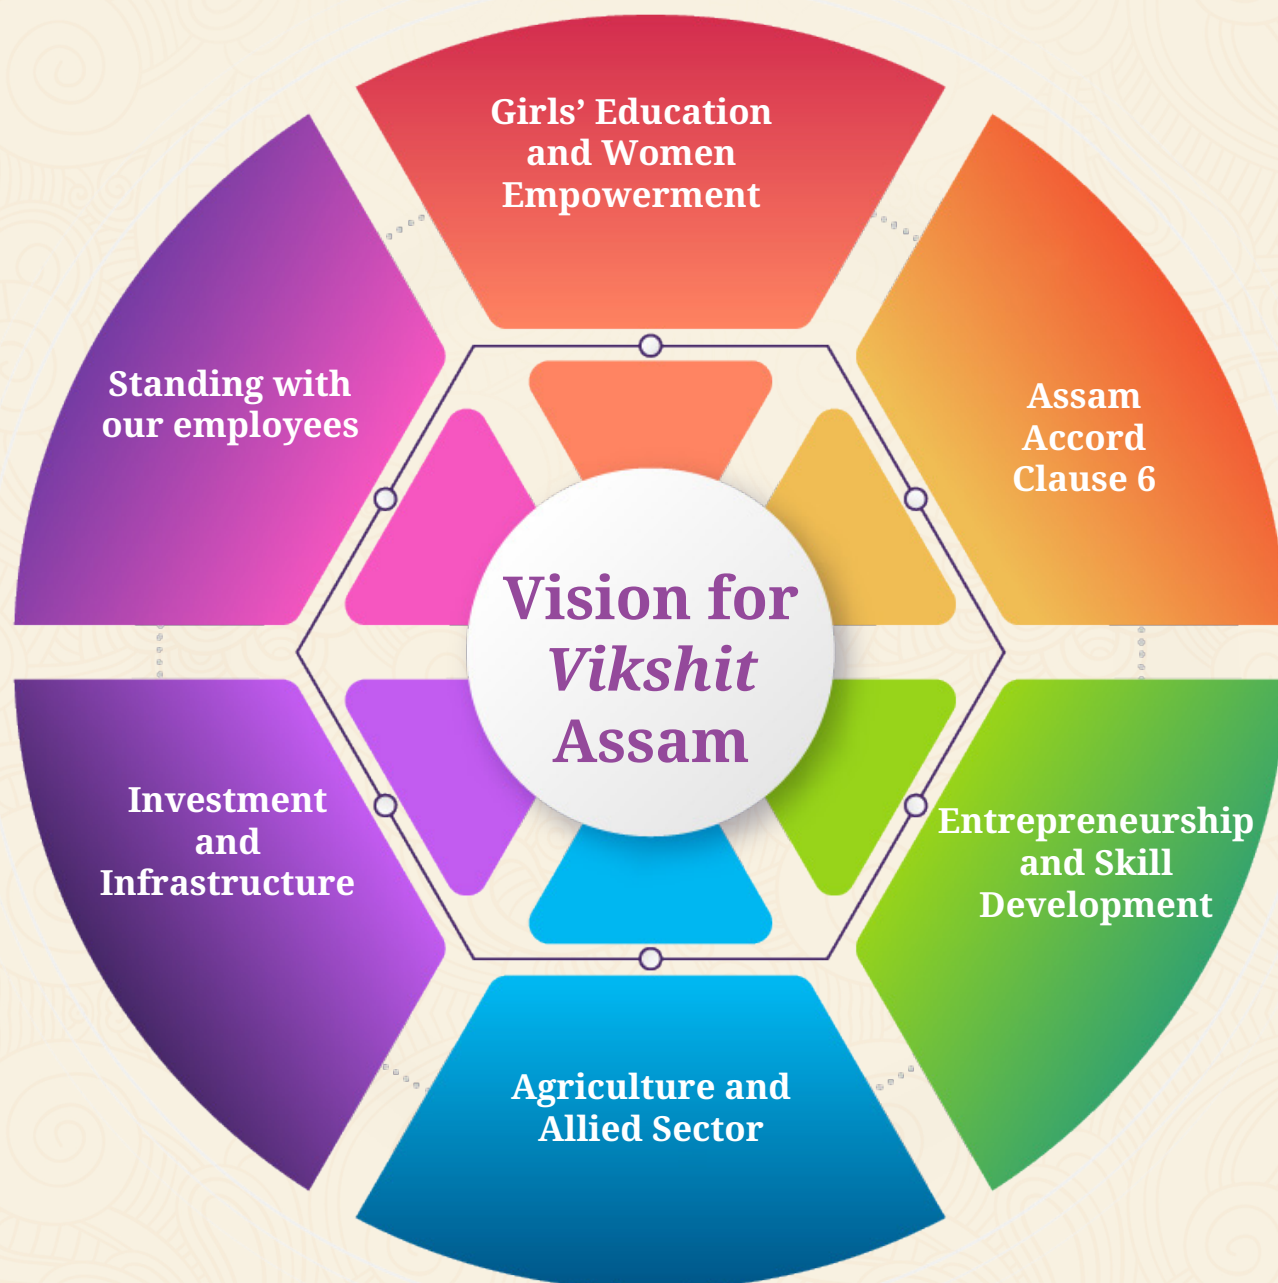 Girls’ Education
and Women
Empowerment
Assam
Accord
Clause 6
Entrepreneurship
and Skill
Development
Agriculture and
Allied Sector
Investment
and
Infrastructure
Standing with
our employees
Vision for
Vikshit
Assam